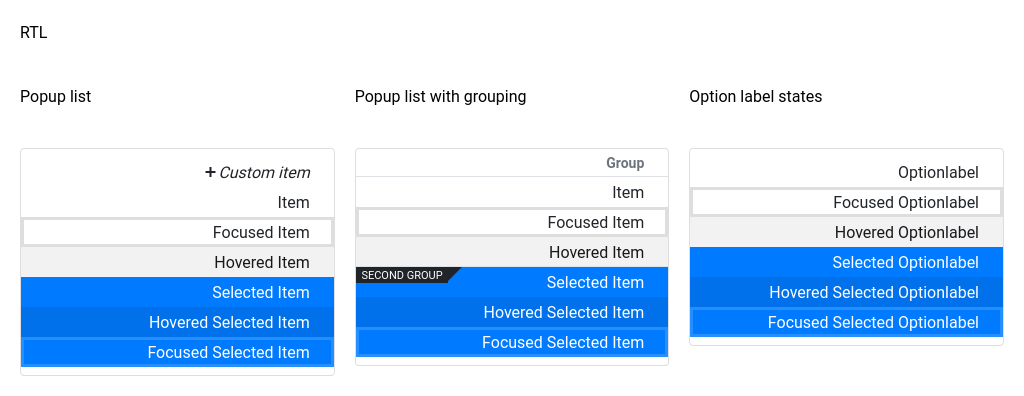 RTL
Popup list
+ Custom item
Item
Focused Item
Hovered Item
Selected Item
Hovered Selected Item
Focused Selected Item
Popup list with grouping
Group
Item
Focused Item
Hovered Item
SECOND GROUP
Selected Item
Hovered Selected Item
Focused Selected Item
Option label states
Optionlabel
Focused Optionlabel
Hovered Optionlabel
Selected Optionlabel
Hovered Selected Optionlabel
Focused Selected Optionlabel